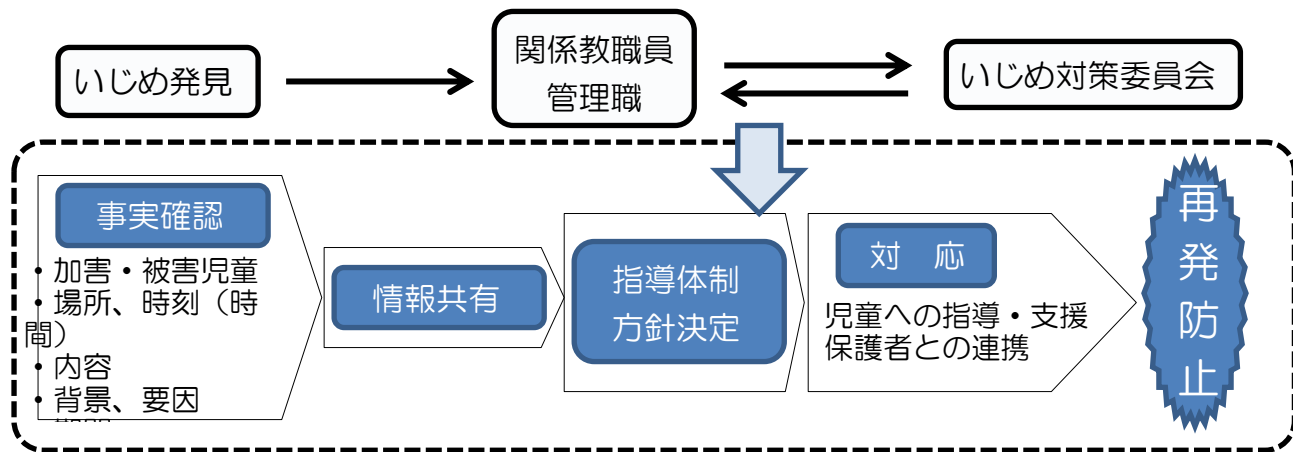 いじめ発見
関係教職員
管理職
いじめ対策委員会
事実確認
・加害・被害児童
・場所、時刻（時
間）
・内容
・背景、要因
情報共有
指導体制
方針決定
対　応
児童への指導・支援
保護者との連携
再発防止